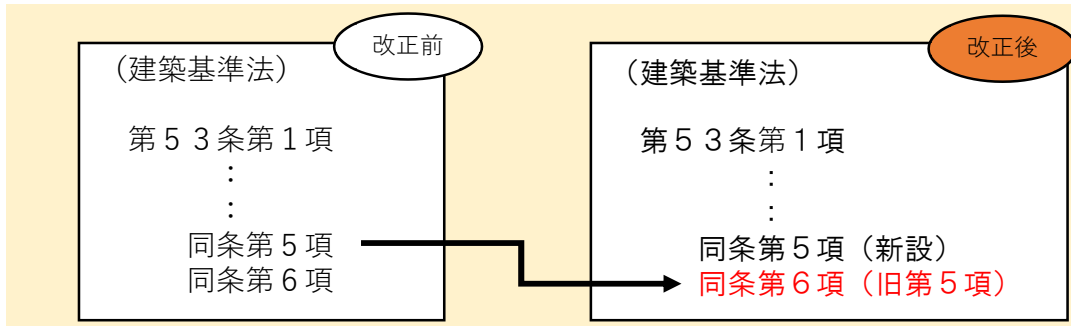 改正前
（建築基準法）
第５３条第１項
：
：
同条第５項
同条第６項
改正後
（建築基準法）
第５３条第１項
：
：
同条第５項（新設）
同条第６項（旧第５項）